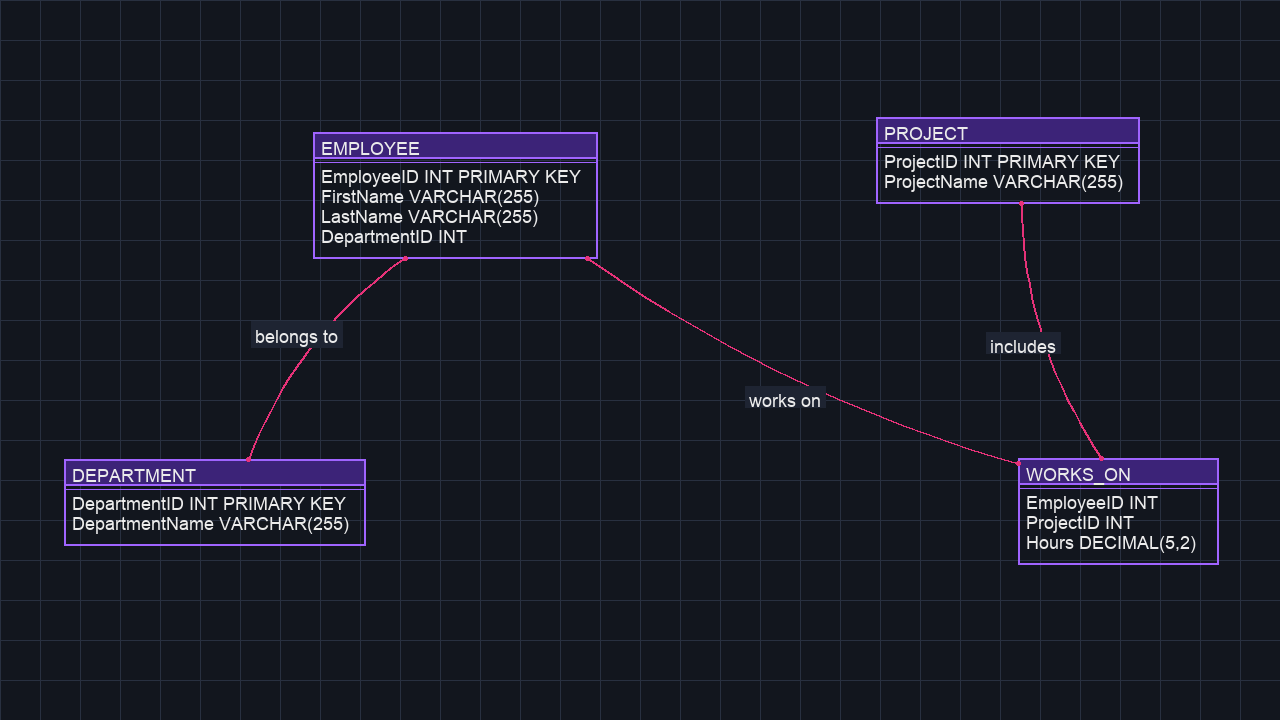 EMPLOYEE
EmployeeID INT PRIMARY KEY
FirstName VARCHAR(255)
LastName VARCHAR(255)
DepartmentID INT
PROJECT
ProjectID INT PRIMARY KEY
ProjectName VARCHAR(255)
belongs to
includes
works on
DEPARTMENT
DepartmentID INT PRIMARY KEY
DepartmentName VARCHAR(255)
WORKS_ON
EmployeeID INT
ProjectID INT
Hours DECIMAL(5,2)